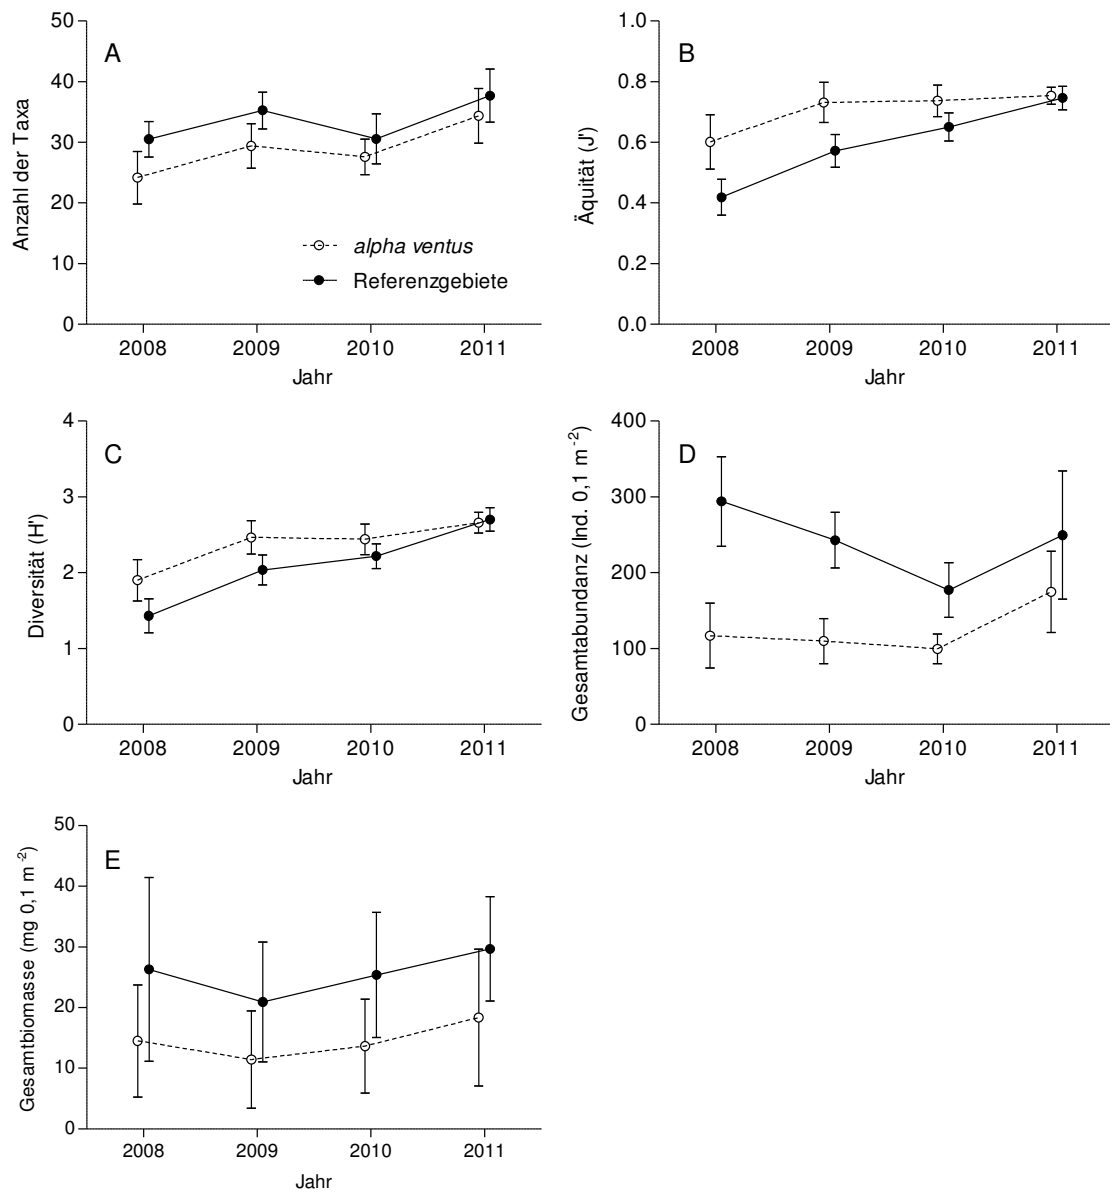 A
Anzahl der Taxa
50
40
30
20
10
0
alpha ventus
Referenzgebiete
2008 2009 2010 2011
Jahr
B
Äquität (J')
1.0
0.8
0.6
0.4
0.2
0.0
2008 2009 2010 2011
Jahr
C
Diversität (H')
4
3
2
1
0
2008 2009 2010 2011
Jahr
D
Gesamtabundanz (Ind. 0,1 m-2)
400
300
200
100
0
2008 2009 2010 2011
Jahr
E
Gesamtbiomasse (mg 0,1 m-2)
50
40
30
20
10
0
2008 2009 2010 2011
Jahr